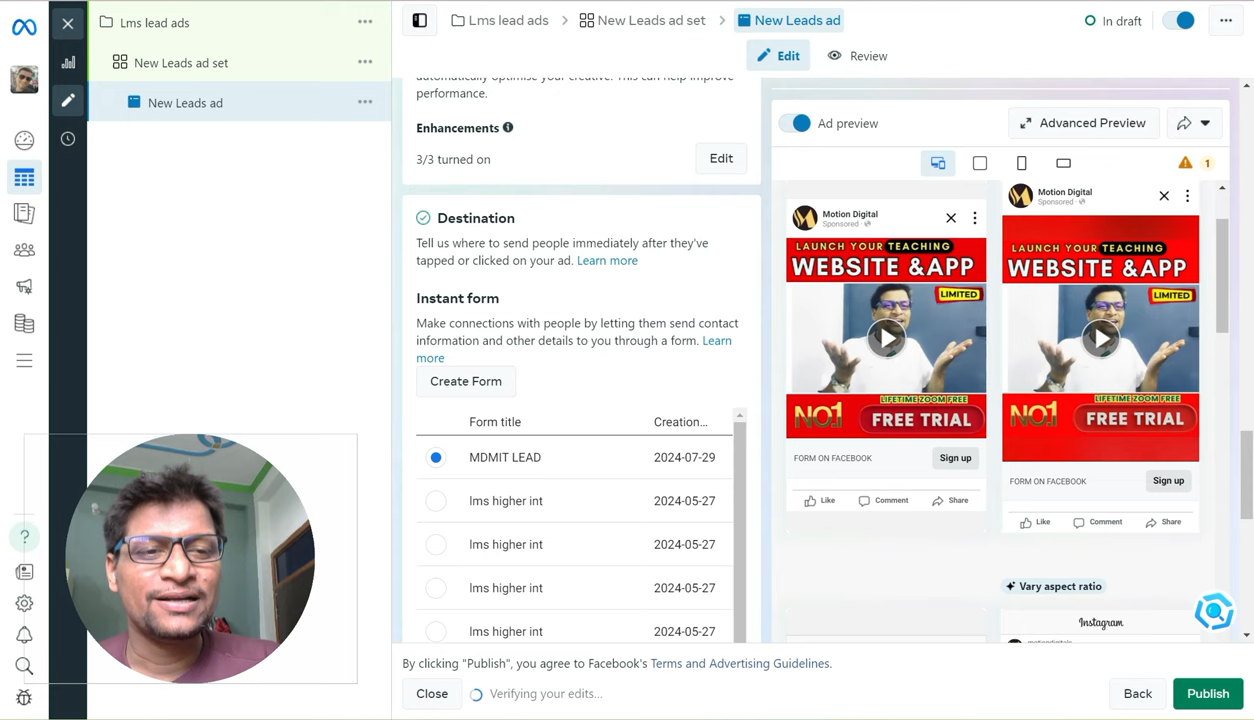 Lms lead ads
New Leads ad set
New Leads ad
Lms lead ads
New Leads ad set
New Leads ad
In draft
Edit
Review
automatically optimise your creative. This can help improve
performance.
Enhancements
3/3 turned on
Edit
Destination
Tell us where to send people immediately after they've
tapped or clicked on your ad. Learn more
Instant form
Make connections with people by letting them send contact
information and other details to you through a form. Learn
more
Create Form
Form title
Creation...
MDMIT LEAD
2024-07-29
lms higher int
2024-05-27
lms higher int
2024-05-27
lms higher int
2024-05-27
lms higher int
2024-05-27
Ad preview
Advanced Preview
1
Motion Digital
Sponsored
LAUNCH YOUR TEACHING
WEBSITE & APP
LIMITED
LIFETIME ZOOM FREE
NO.1
FREE TRIAL
FORM ON FACEBOOK
Sign up
Like
Comment
Share
Motion Digital
Sponsored
LAUNCH YOUR TEACHING
WEBSITE & APP
LIMITED
LIFETIME ZOOM FREE
NO.1
FREE TRIAL
FORM ON FACEBOOK
Sign up
Like
Comment
Share
Vary aspect ratio
Instagram
By clicking "Publish", you agree to Facebook's Terms and Advertising Guidelines.
Close
Verifying your edits...
Back
Publish